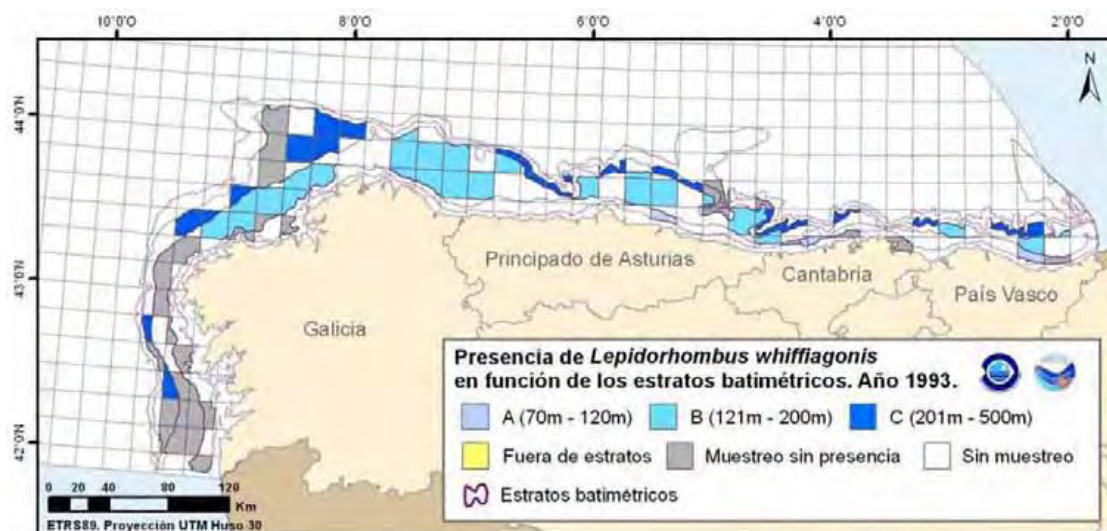 10°0'O 8°0'O 6°0'O 4°0'O 2°0'O
N
44°0'N
43°0'N
42°0'N
Principado de Asturias
Cantabria
País Vasco
Galicia
Presencia de Lepidorhombus whiffiagonis
en función de los estratos batimétricos. Año 1993.
A (70m - 120m) B (121m - 200m) C (201m - 500m)
Fuera de estratos Muestreo sin presencia Sin muestreo
Estratos batimétricos
0 20 40 80 120
Km
ETRS89. Proyección UTM Huso 30